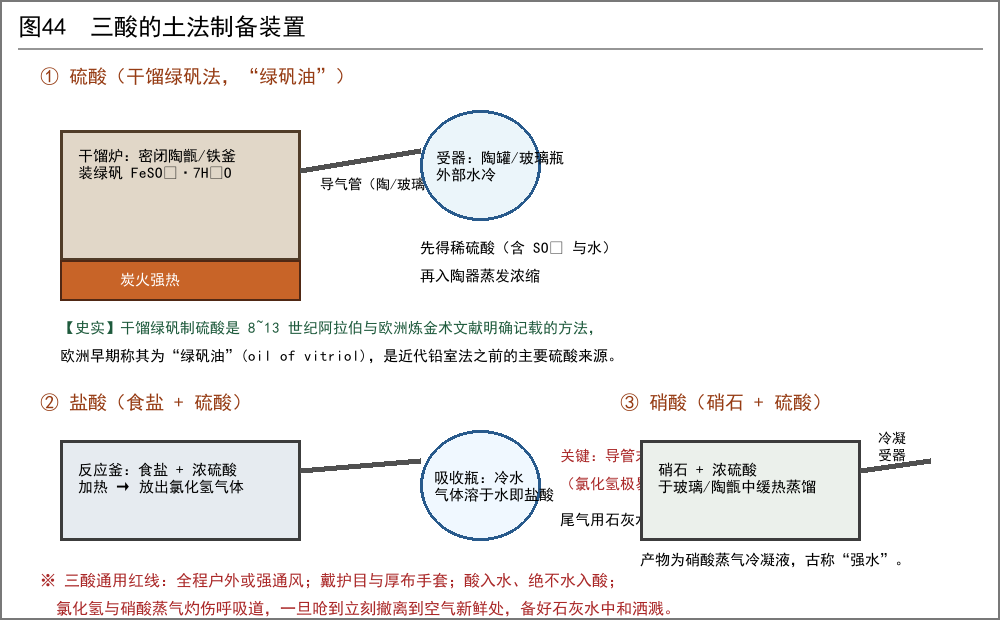 图44　三酸的土法制备装置
① 硫酸（干馏绿矾法，“绿矾油”）
干馏炉：密闭陶甑/铁釜
装绿矾 FeSO□·7H□O
炭火强热
导气管（陶/玻璃
受器：陶罐/玻璃瓶
外部水冷
先得稀硫酸（含 SO□ 与水）
再入陶器蒸发浓缩
【史实】干馏绿矾制硫酸是 8~13 世纪阿拉伯与欧洲炼金术文献明确记载的方法，
欧洲早期称其为“绿矾油”(oil of vitriol)，是近代铅室法之前的主要硫酸来源。
② 盐酸（食盐 + 硫酸）
反应釜：食盐 + 浓硫酸
加热 → 放出氯化氢气体
吸收瓶：冷水
气体溶于水即盐酸
关键：导管
（氯化氢极
尾气用石灰水
③ 硝酸（硝石 + 硫酸）
硝石 + 浓硫酸
于玻璃/陶甑中缓热蒸馏
冷凝
受器
产物为硝酸蒸气冷凝液，古称“强水”。
※ 三酸通用红线：全程户外或强通风；戴护目与厚布手套；酸入水、绝不水入酸；
氯化氢与硝酸蒸气灼伤呼吸道，一旦呛到立刻撤离到空气新鲜处，备好石灰水中和洒溅。